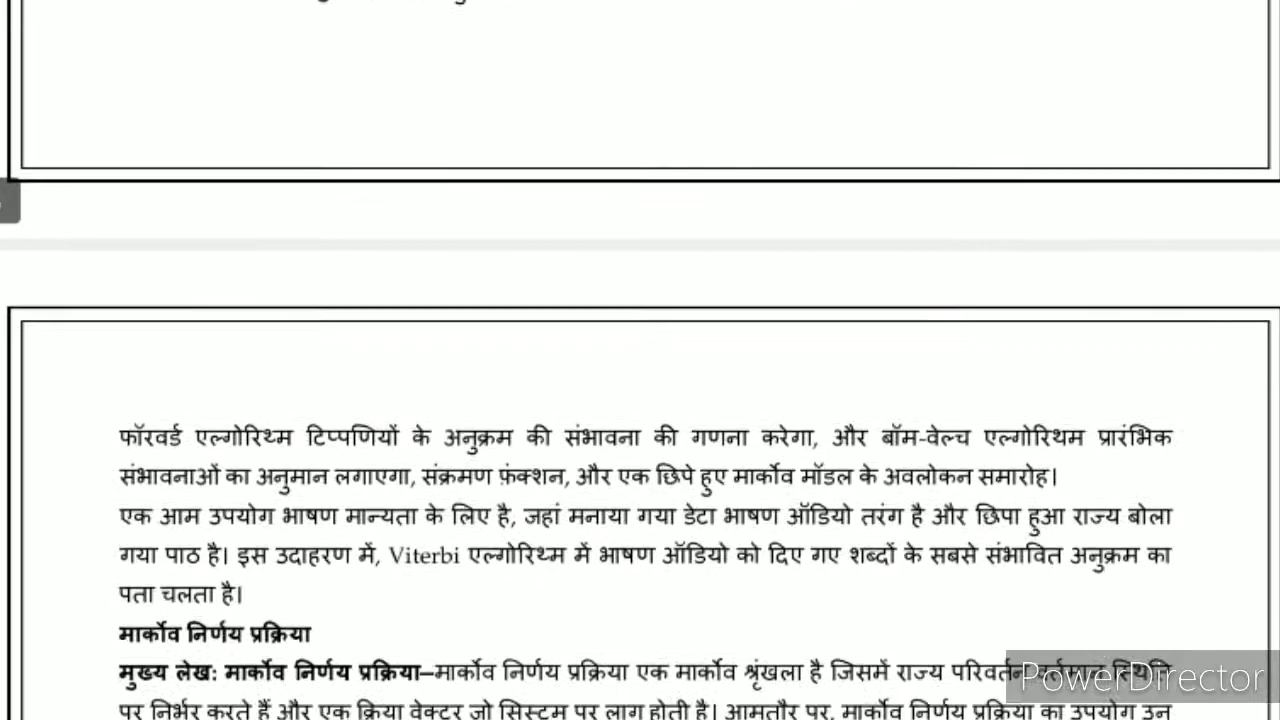 फॉरवर्ड एल्गोरिथ्म टिप्पणियों के अनुक्रम की संभावना की गणना करेगा, और बॉम-वेल्च एल्गोरिथम प्रारंभिक
संभावनाओं का अनुमान लगाएगा, संक्रमण फ़ंक्शन, और एक छिपे हुए मार्कोव मॉडल के अवलोकन समारोह।
एक आम उपयोग भाषण मान्यता के लिए है, जहां मनाया गया डेटा भाषण ऑडियो तरंग है और छिपा हुआ राज्य बोला
गया पाठ है। इस उदाहरण में, Viterbi एल्गोरिथ्म में भाषण ऑडियो को दिए गए शब्दों के सबसे संभावित अनुक्रम का
पता चलता है।
मार्कोव निर्णय प्रक्रिया
मुख्य लेख: मार्कोव निर्णय प्रक्रिया–मार्कोव निर्णय प्रक्रिया एक मार्कोव श्रृंखला है जिसमें राज्य परिवर्तन वर्तमान स्थिति
पर निर्भर करते हैं और एक क्रिया वेक्टर जो सिस्टम पर लागू होती है। आमतौर पर, मार्कोव निर्णय प्रक्रिया का उपयोग उन
PowerDirector